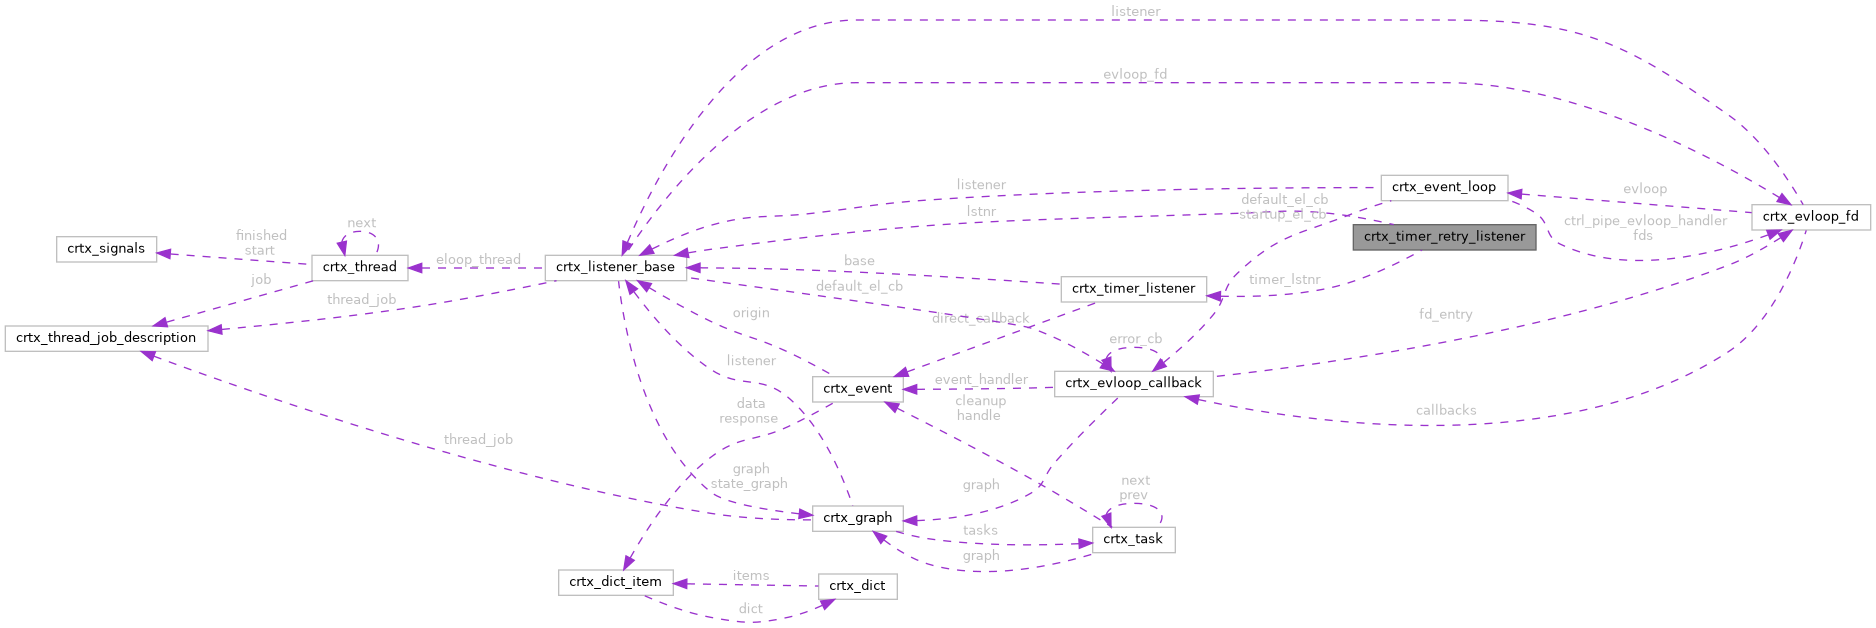 listener
evloop_fd
listener
default_el_cb
startup_el_cb
crtx_event_loop
evloop
crtx_evloop_fd
lstnr
ctrl_pipe_evloop_handler
fds
next
finished
start
crtx_signals
crtx_timer_retry_listener
eloop_thread
base
crtx_thread
crtx_listener_base
job
default_el_cb
timer_lstnr
crtx_timer_listener
thread_job
origin
direct_callback
fd_entry
crtx_thread_job_description
error_cb
listener
event_handler
crtx_event
crtx_evloop_callback
data
response
cleanup
handle
callbacks
thread_job
graph
state_graph
graph
next
prev
crtx_graph
tasks
crtx_task
graph
crtx_dict_item
items
crtx_dict
dict